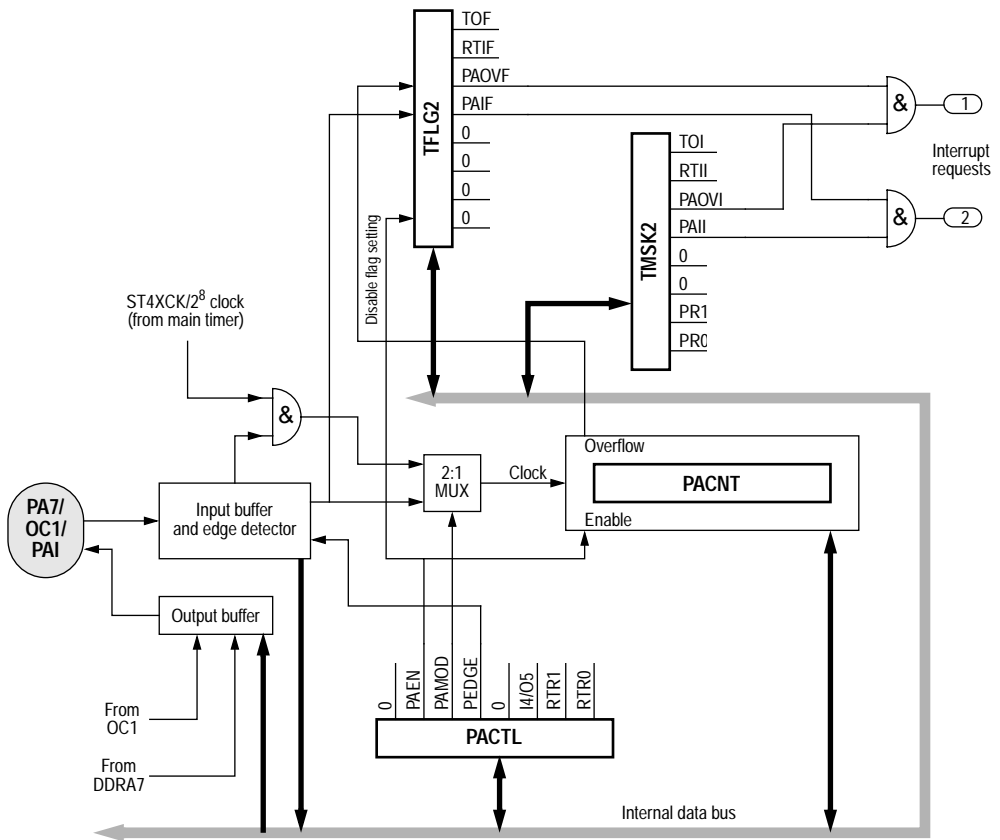 TOF
RTIF
PAOVF
PAIF
0
0
0
0
TFLG2
Disable flag setting
&
1
Interrupt
requests
&
2
TOI
RTII
PAOVI
PAII
0
0
PR1
PR0
TMSK2
ST4XCK/2⁸ clock
(from main timer)
&
2:1
MUX
Clock
Overflow
PACNT
Enable
PA7/
OC1/
PAI
Input buffer
and edge detector
Output buffer
From
OC1
From
DDRA7
0
PAEN
PAMOD
PEDGE
0
I4/O5
RTR1
RTR0
PACTL
Internal data bus